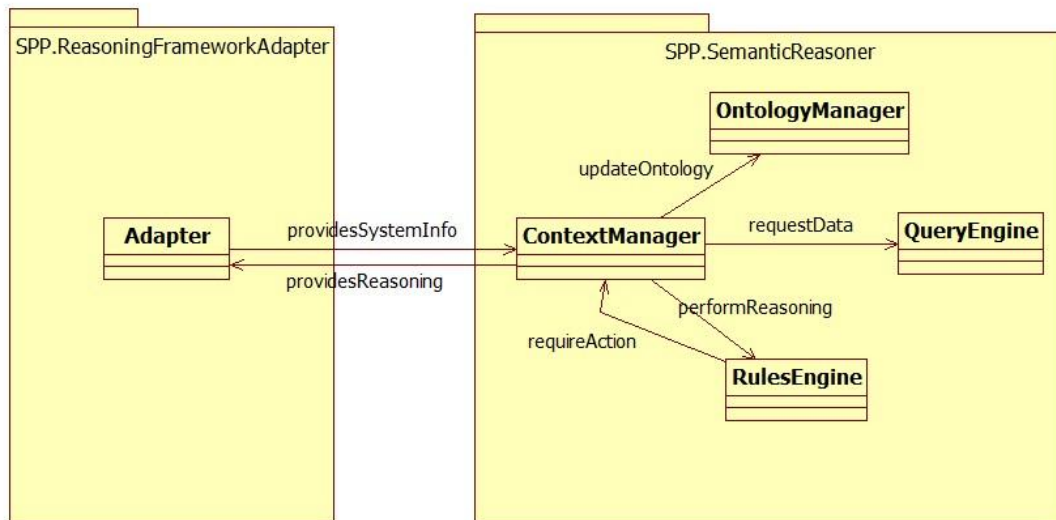 SPP.ReasoningFrameworkAdapter
SPP.SemanticReasoner
OntologyManager
updateOntology
Adapter
providesSystemInfo
ContextManager
requestData
QueryEngine
providesReasoning
performReasoning
requireAction
RulesEngine